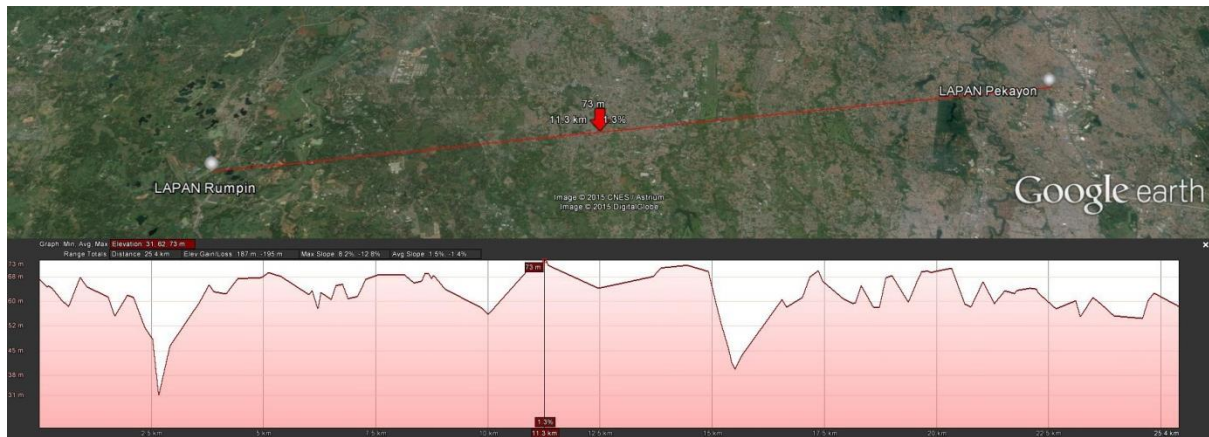 LAPAN Pekayon
73 m
11.3 km 1.3%
LAPAN Rumpin
Image © 2015 CNES / Astrium
Image © 2015 DigitalGlobe
Google earth
Graph: Min, Avg, Max Elevation: 31, 62, 73 m
Range Totals: Distance: 25.4 km Elev Gain/Loss: 187 m, -195 m Max Slope: 8.2%, -12.8% Avg Slope: 1.5%, -1.4%
73 m
68 m
60 m
52 m
45 m
38 m
31 m
73 m
1.3%
2.5 km 5 km 7.5 km 10 km 11.3 km 12.5 km 15 km 17.5 km 20 km 22.5 km 25.4 km